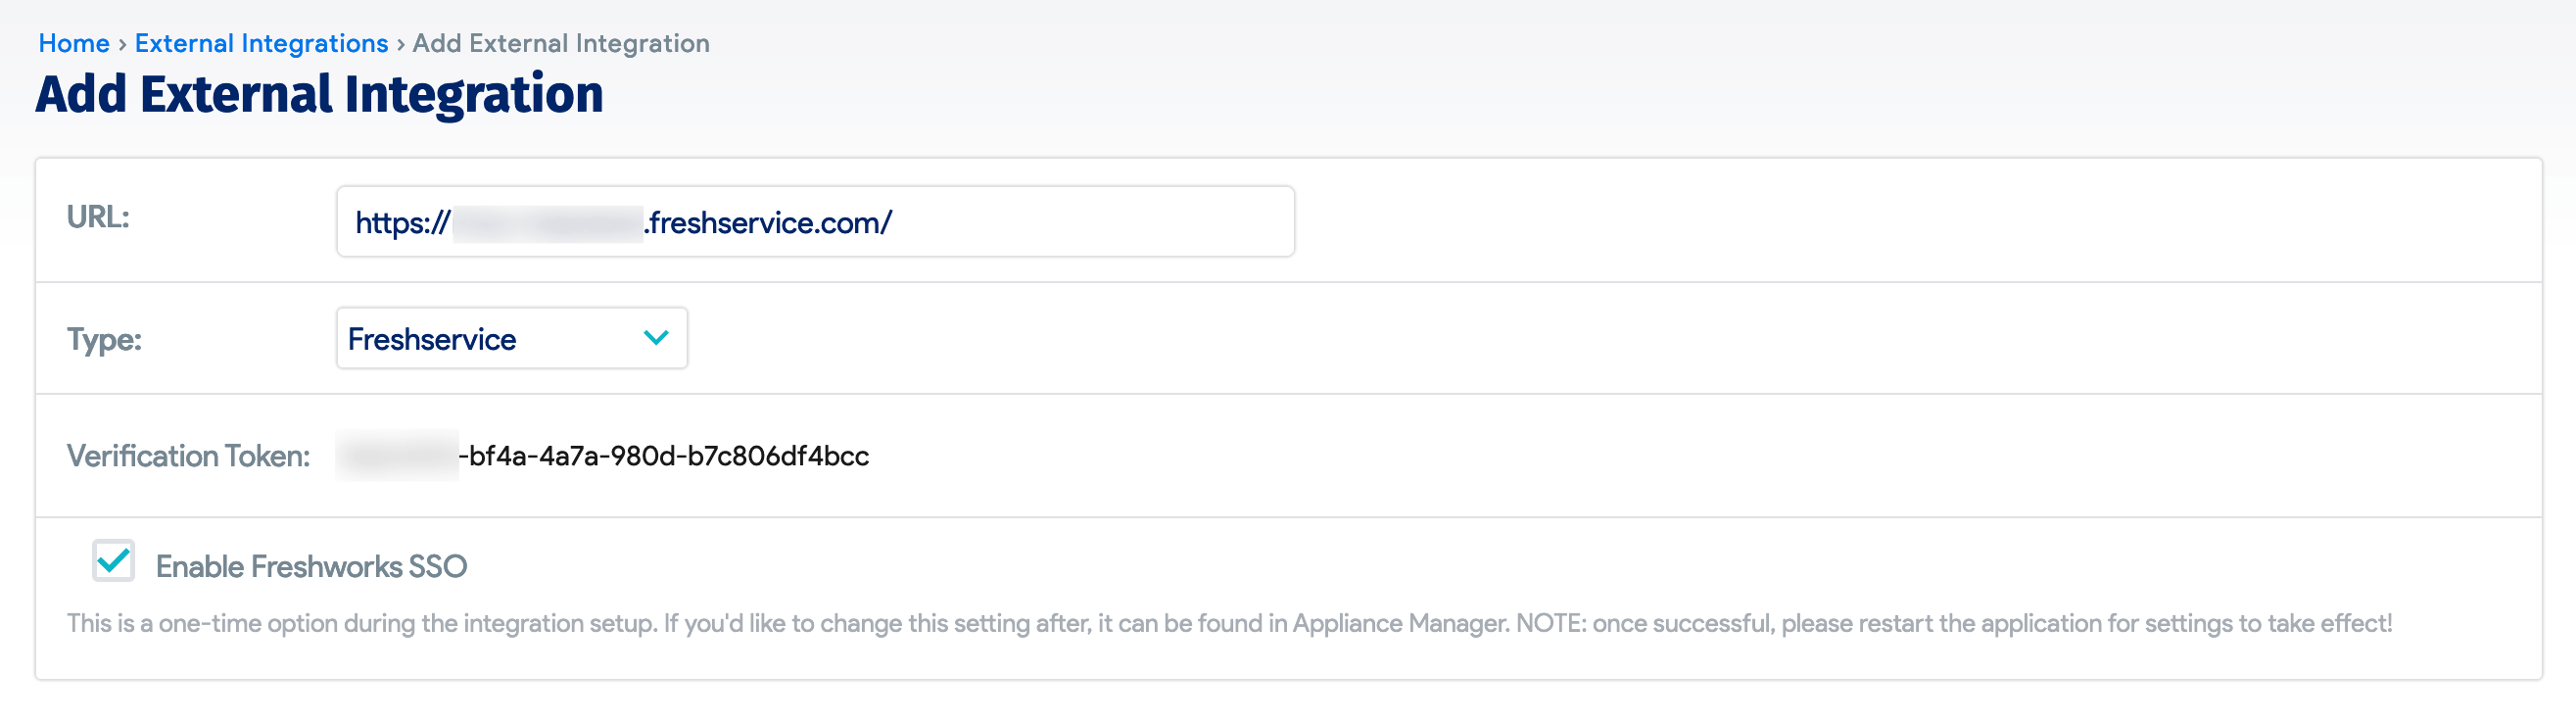 Home › External Integrations › Add External Integration
Add External Integration
URL: https:// .freshservice.com/
Type: Freshservice
Verification Token: -bf4a-4a7a-980d-b7c806df4bcc
Enable Freshworks SSO
This is a one-time option during the integration setup. If you'd like to change this setting after, it can be found in Appliance Manager. NOTE: once successful, please restart the application for settings to take effect!